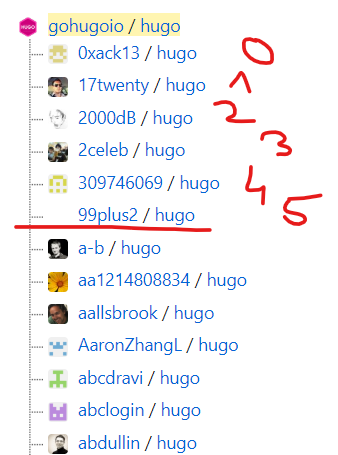 gohugoio / hugo
0xack13 / hugo 0
17twenty / hugo 1
2000dB / hugo 2
2celeb / hugo 3
309746069 / hugo 4
99plus2 / hugo 5
a-b / hugo
aa1214808834 / hugo
aallsbrook / hugo
AaronZhangL / hugo
abcdravi / hugo
abclogin / hugo
abdullin / hugo